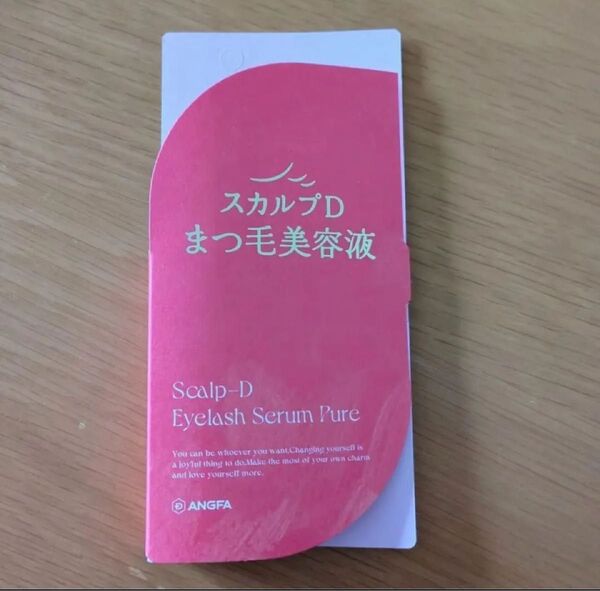 スカルプD
まつ毛美容液
Scalp-D
Eyelash Serum Pure
You can be whoever you want.Changing yourself is
a joyful thing to do.Make the most of your own charm
and love yourself more.
ANGFA